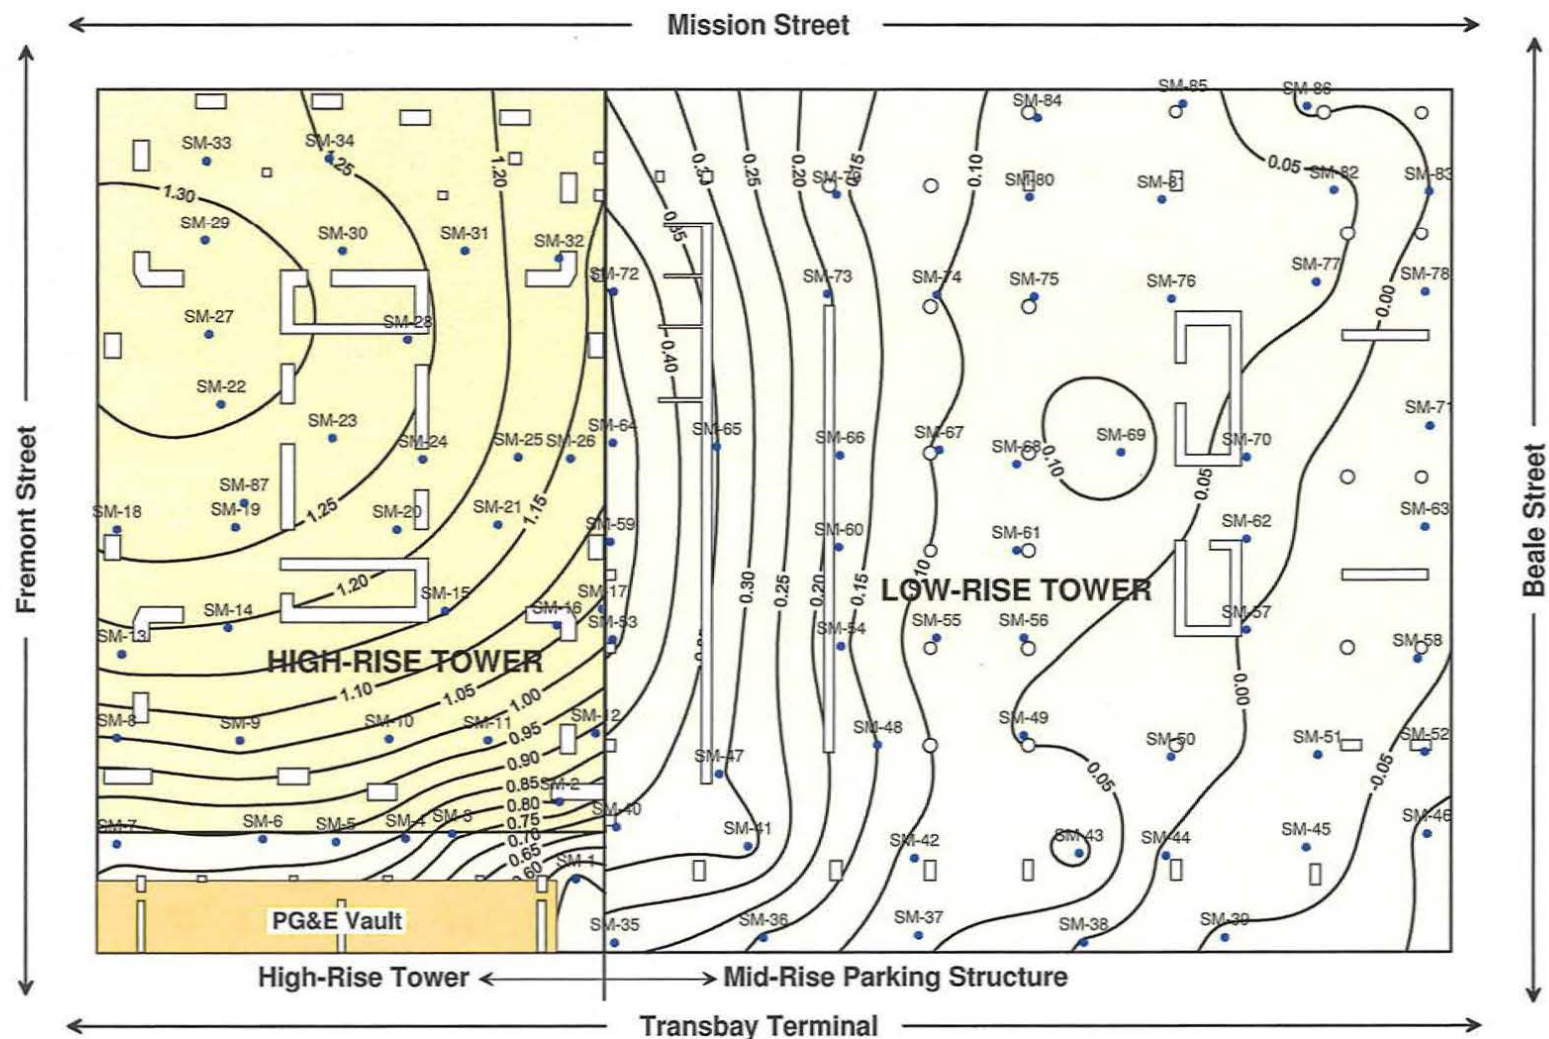 Mission Street
SM-85
SM-86
SM-84
SM-33
SM-34
0.25
0.20
0.15
0.10
0.05
1.20
SM-80
SM-81
SM-82
SM-83
1.30
SM-29
SM-30
SM-31
SM-32
0.35
SM-72
SM-73
SM-74
SM-75
SM-76
SM-77
SM-78
0.00
SM-27
SM-28
0.40
SM-22
SM-23
SM-24
SM-25
SM-26
SM-64
SM-65
SM-66
SM-67
SM-68
SM-69
SM-70
SM-71
0.10
0.05
Fremont Street
Beale Street
SM-87
SM-18
SM-19
1.25
SM-20
SM-21
1.15
SM-59
SM-60
SM-61
SM-62
SM-63
1.20
0.30
0.25
0.20
0.15
LOW-RISE TOWER
SM-13
SM-14
SM-15
SM-16
SM-17
SM-53
SM-54
SM-55
SM-56
SM-57
SM-58
HIGH-RISE TOWER
1.10
1.05
1.00
0.95
0.90
0.85
0.80
0.75
0.70
0.65
0.00
SM-8
SM-9
SM-10
SM-11
SM-12
SM-47
SM-48
SM-49
SM-50
SM-51
SM-52
0.05
-0.05
SM-2
SM-7
SM-6
SM-5
SM-4
SM-3
SM-40
SM-41
SM-42
SM-43
SM-44
SM-45
SM-46
SM-1
PG&E Vault
SM-35
SM-36
SM-37
SM-38
SM-39
High-Rise Tower
Mid-Rise Parking Structure
Transbay Terminal